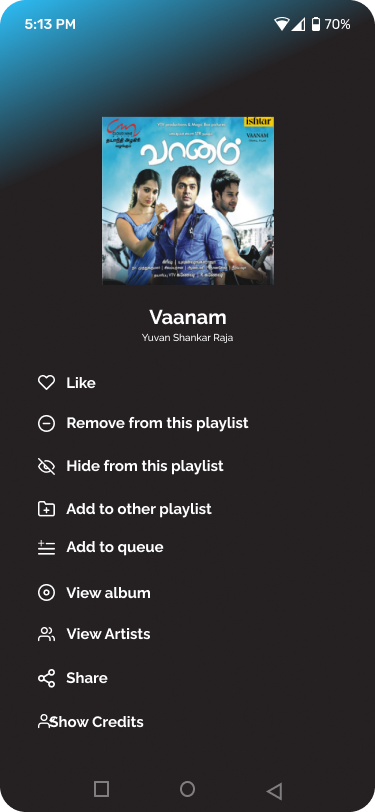 5:13 PM
70%
ishtar
VAANAM
வானம்
Vaanam
Yuvan Shankar Raja
Like
Remove from this playlist
Hide from this playlist
Add to other playlist
Add to queue
View album
View Artists
Share
Show Credits